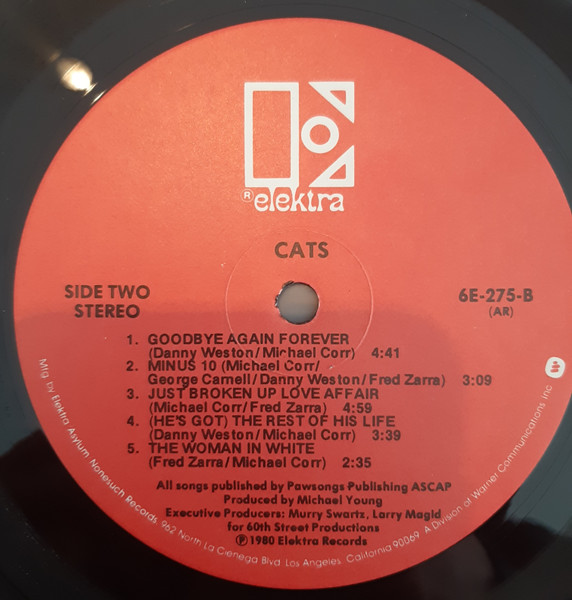 ® elektra
CATS
SIDE TWO
STEREO
6E-275-B
(AR)
1. GOODBYE AGAIN FOREVER
(Danny Weston/Michael Corr) 4:41
2. MINUS 10 (Michael Corr/
George Carnell/Danny Weston/Fred Zarra) 3:09
3. JUST BROKEN UP LOVE AFFAIR
(Michael Corr/Fred Zarra) 4:59
4. (HE'S GOT) THE REST OF HIS LIFE
(Danny Weston/Michael Corr) 3:39
5. THE WOMAN IN WHITE
(Fred Zarra/Michael Corr) 2:35
All songs published by Pawsongs Publishing ASCAP
Produced by Michael Young
Executive Producers: Murry Swartz, Larry Magid
for 60th Street Productions
℗ 1980 Elektra Records
Mfg. by Elektra/Asylum/Nonesuch Records, 962 North La Cienega Blvd. Los Angeles, California 90069. A Division of Warner Communications Inc.